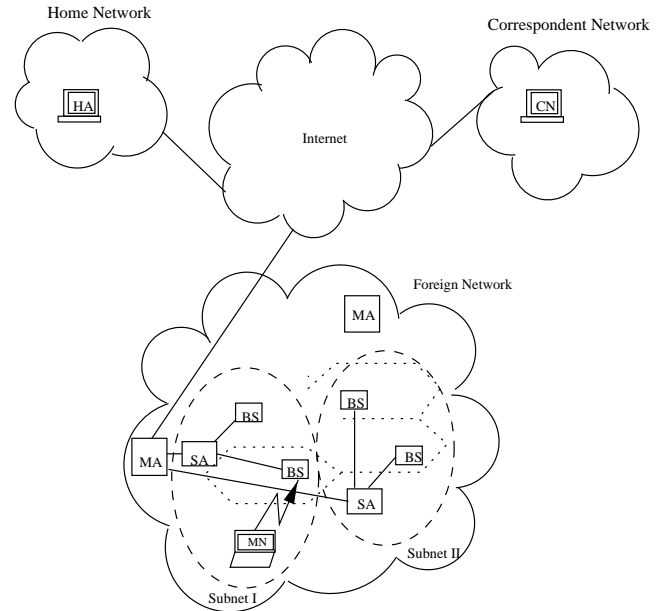 Home Network
Correspondent Network
HA
CN
Internet
Foreign Network
MA
BS
BS
MA
SA
BS
BS
SA
MN
Subnet II
Subnet I